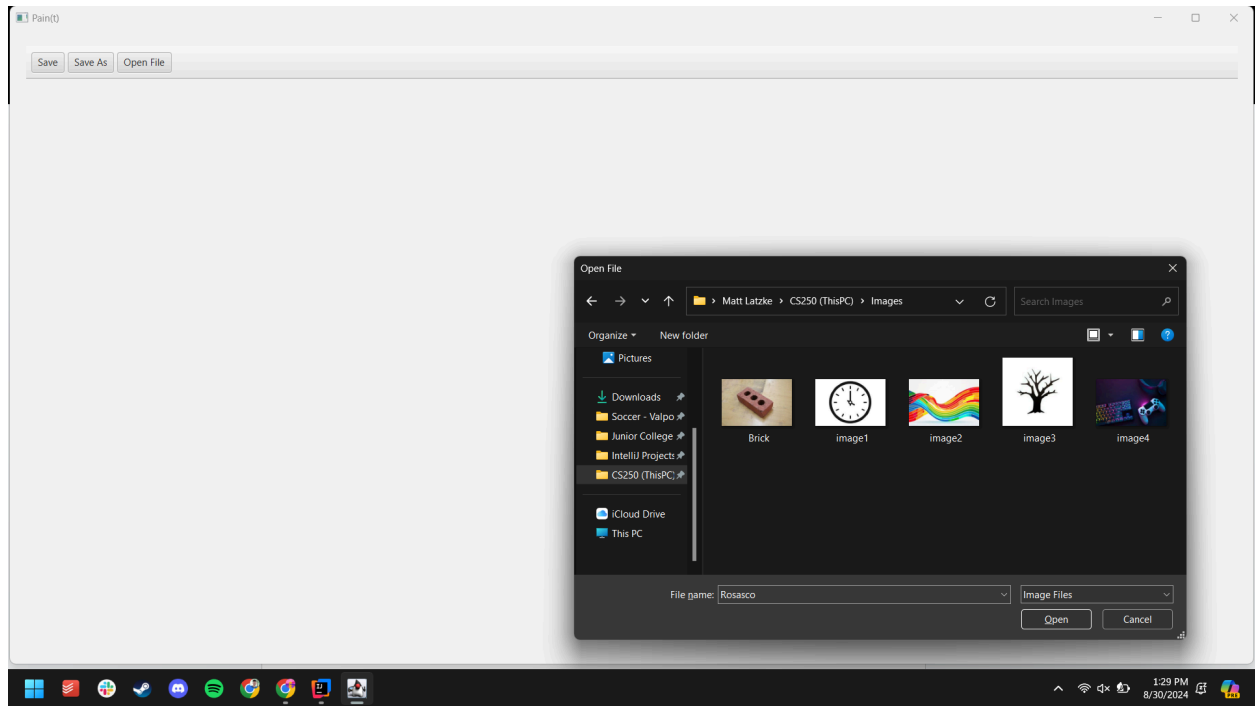 Pain(t)
Save Save As Open File
Open File
Matt Latzke > CS250 (ThisPC) > Images
Search Images
Organize New folder
Pictures
Downloads
Soccer - Valpo
Junior College
IntelliJ Projects
CS250 (ThisPC)
iCloud Drive
This PC
Brick image1 image2 image3 image4
File name: Rosasco
Image Files
Open Cancel
1:29 PM
8/30/2024